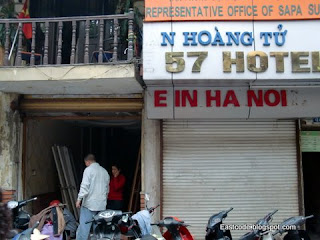 REPRESENTATIVE OFFICE OF SAPA SU
N HOÀNG TỬ
57 HOTEL
E IN HA NOI
Eastcode.blogspot.com